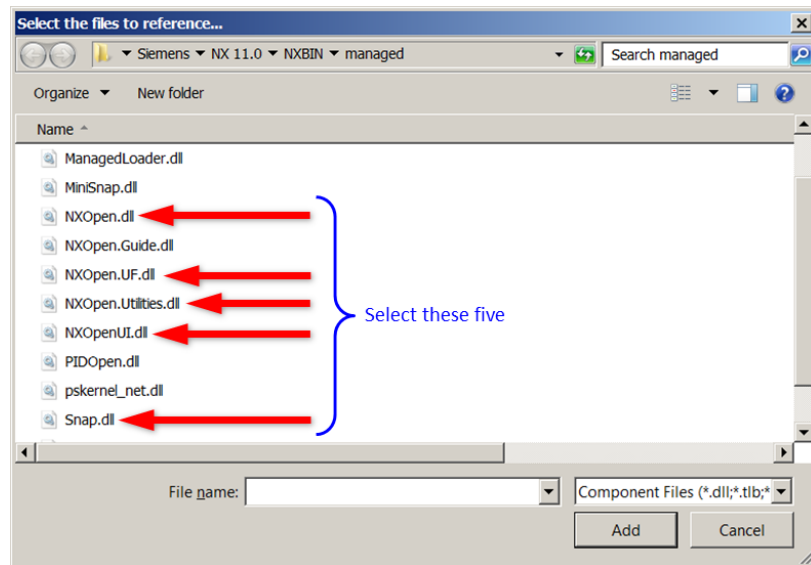 Select the files to reference...
Siemens NX 11.0 NXBIN managed
Search managed
Organize New folder
Name
ManagedLoader.dll
MiniSnap.dll
NXOpen.dll
NXOpen.Guide.dll
NXOpen.UF.dll
NXOpen.Utilities.dll
NXOpenUI.dll
PIDOpen.dll
pskernel_net.dll
Snap.dll
Select these five
File name:
Component Files (*.dll;*.tlb;*
Add Cancel